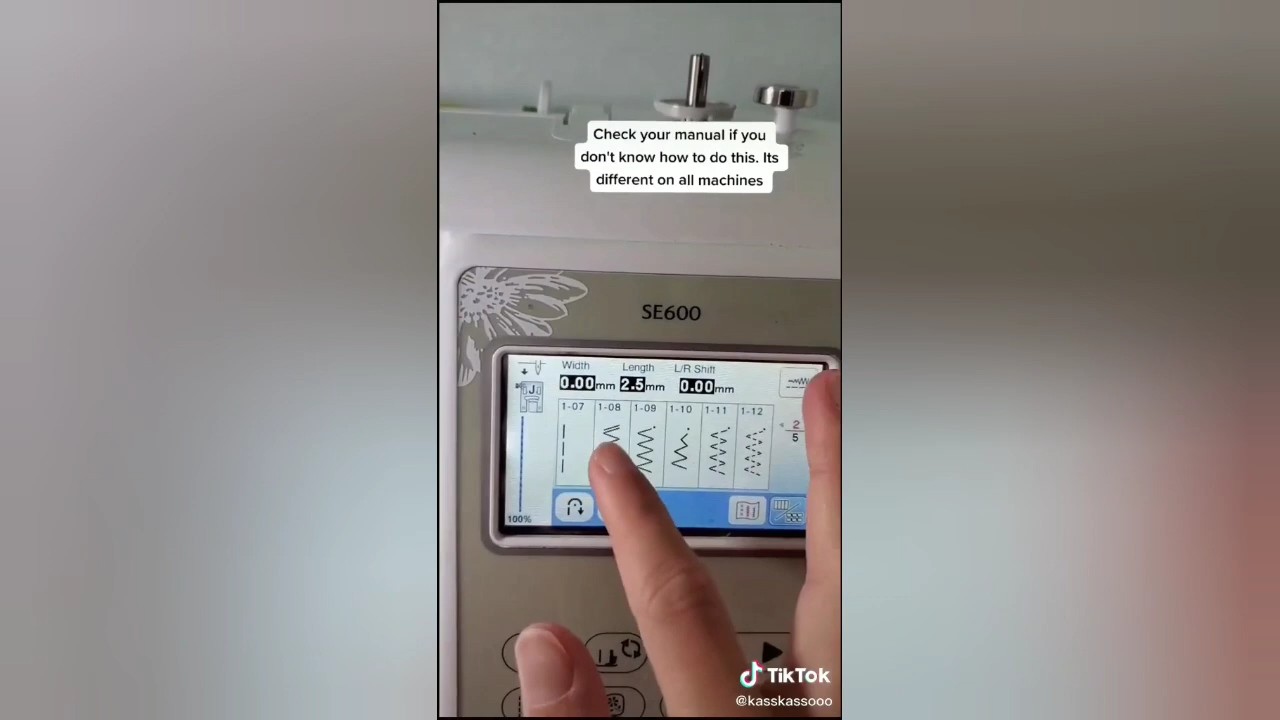 Check your manual if you
don't know how to do this. Its
different on all machines
SE600
Width Length L/R Shift
0.00mm 2.5mm 0.00mm
1-07 1-08 1-09 1-10 1-11 1-12
J
2
5
100%
TikTok
@kasskassooo